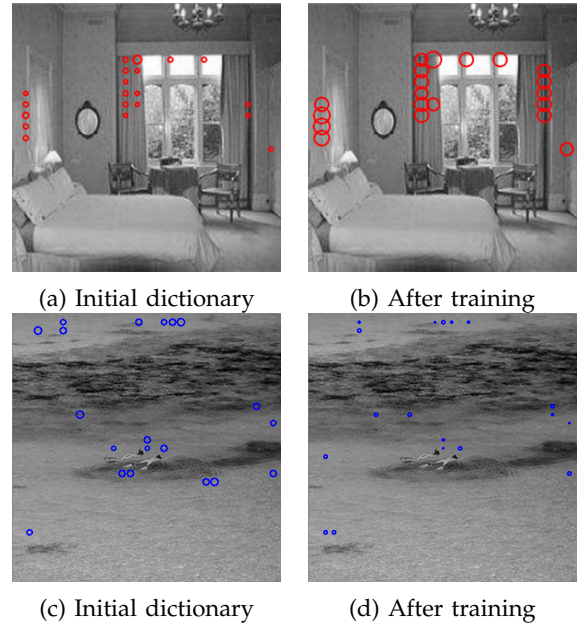 (a) Initial dictionary
(b) After training
(c) Initial dictionary
(d) After training